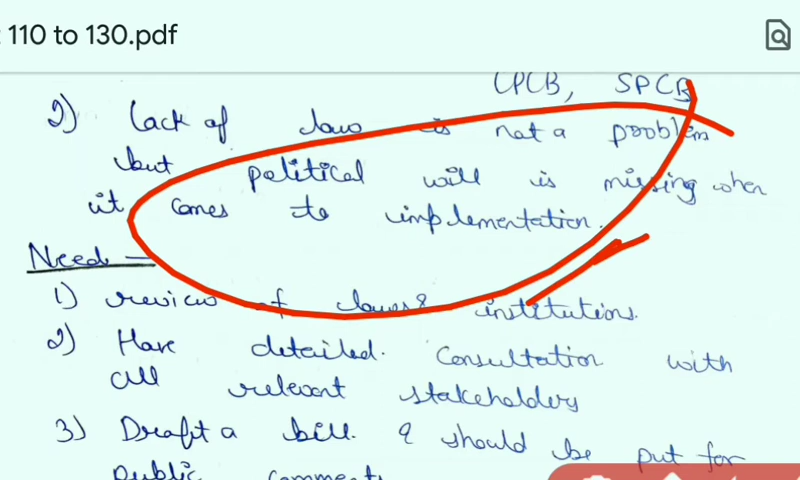 110 to 130.pdf
CPCB, SPCB
2) Lack of laws is not a problem
but political will is missing when
it comes to implementation.
Need —
1) review of laws &  institutions.
2) Have detailed. Consultation with
all relevant stakeholders
3) Draft a bill. & should be put for
public comments